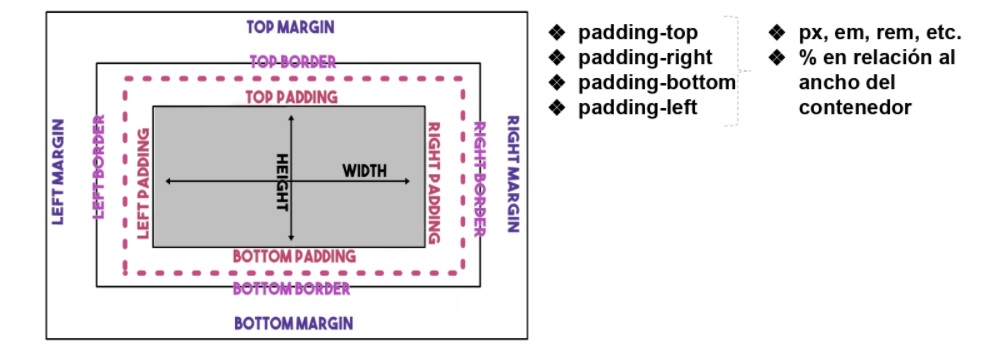 TOP MARGIN
TOP BORDER
TOP PADDING
LEFT MARGIN
LEFT BORDER
LEFT PADDING
HEIGHT
WIDTH
RIGHT PADDING
RIGHT BORDER
RIGHT MARGIN
BOTTOM PADDING
BOTTOM BORDER
BOTTOM MARGIN
❖ padding-top
❖ padding-right
❖ padding-bottom
❖ padding-left
❖ px, em, rem, etc.
❖ % en relación al
ancho del
contenedor